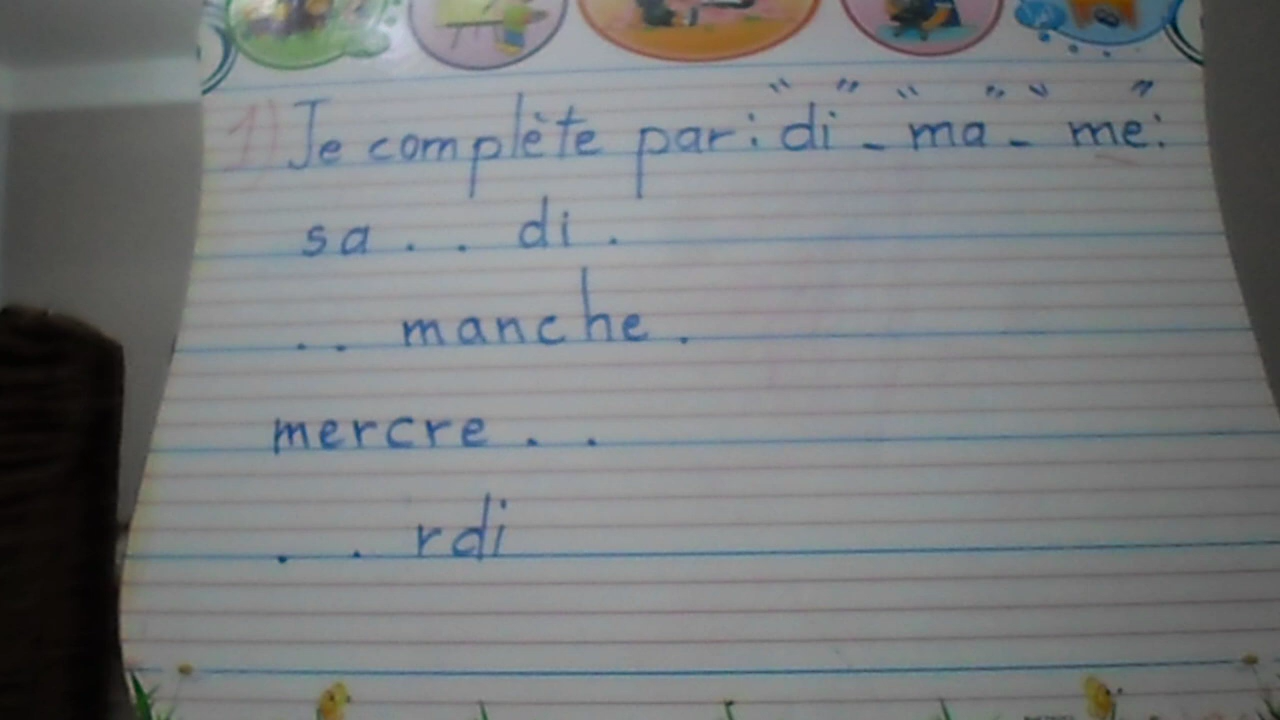 1) Je complète par : "di" - "ma" - "me":
sa . . di .
. . manche .
mercre . .
. . rdi